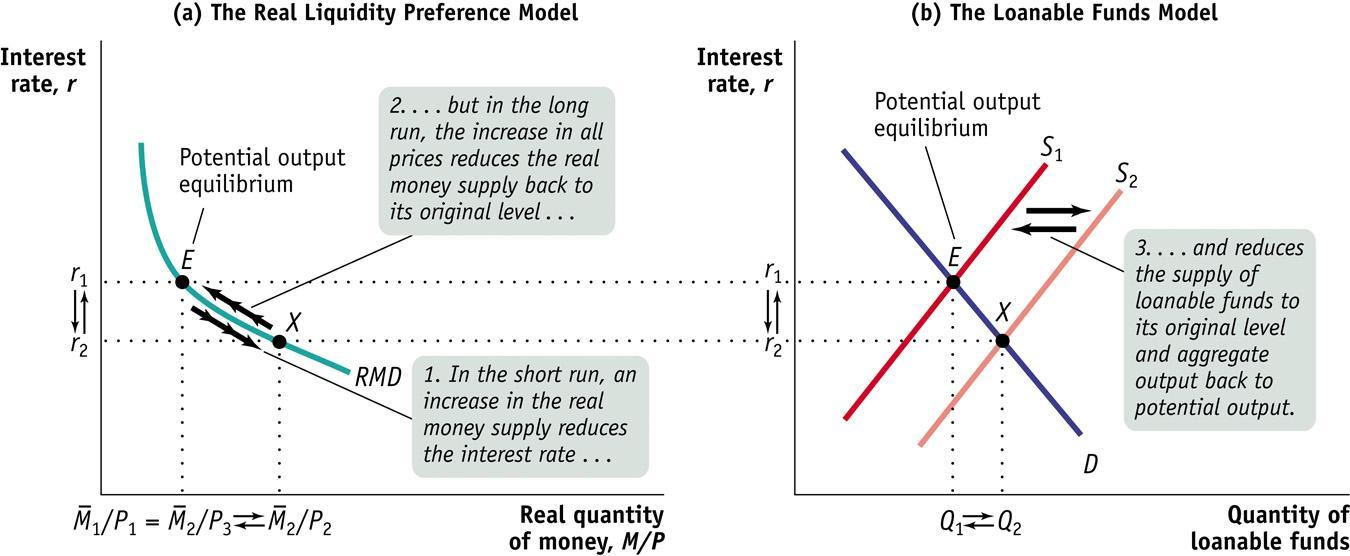 (a) The Real Liquidity Preference Model
Interest
rate, r
2. . . . but in the long
run, the increase in all
prices reduces the real
money supply back to
its original level . . .
Potential output
equilibrium
E
r1
X
r2
RMD
1. In the short run, an
increase in the real
money supply reduces
the interest rate . . .
M̅1/P1 = M̅2/P3 ⇄ M̅2/P2
Real quantity
of money, M/P
(b) The Loanable Funds Model
Interest
rate, r
Potential output
equilibrium
S1
S2
E
r1
X
r2
3. . . . and reduces
the supply of
loanable funds to
its original level
and aggregate
output back to
potential output.
D
Q1 ⇄ Q2
Quantity of
loanable funds